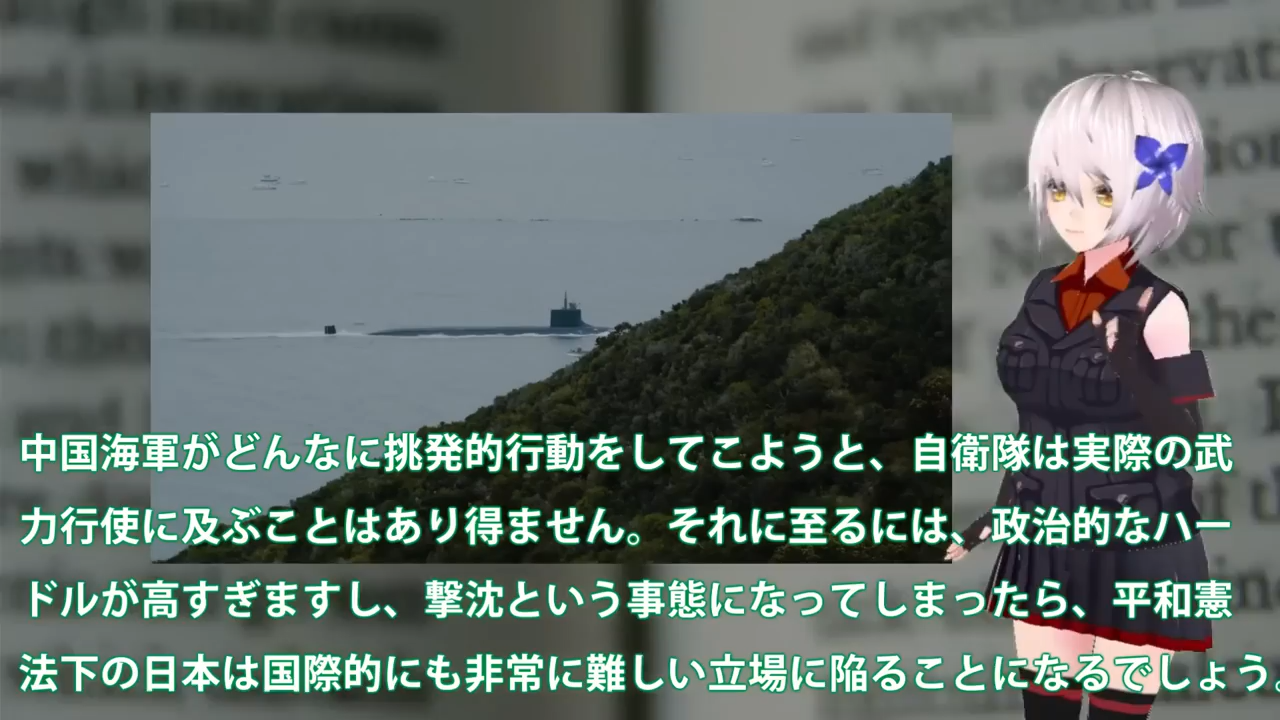 中国海軍がどんなに挑発的行動をしてこようと、自衛隊は実際の武
力行使に及ぶことはあり得ません。それに至るには、政治的なハー
ドルが高すぎますし、撃沈という事態になってしまったら、平和憲
法下の日本は国際的にも非常に難しい立場に陥ることになるでしょう。